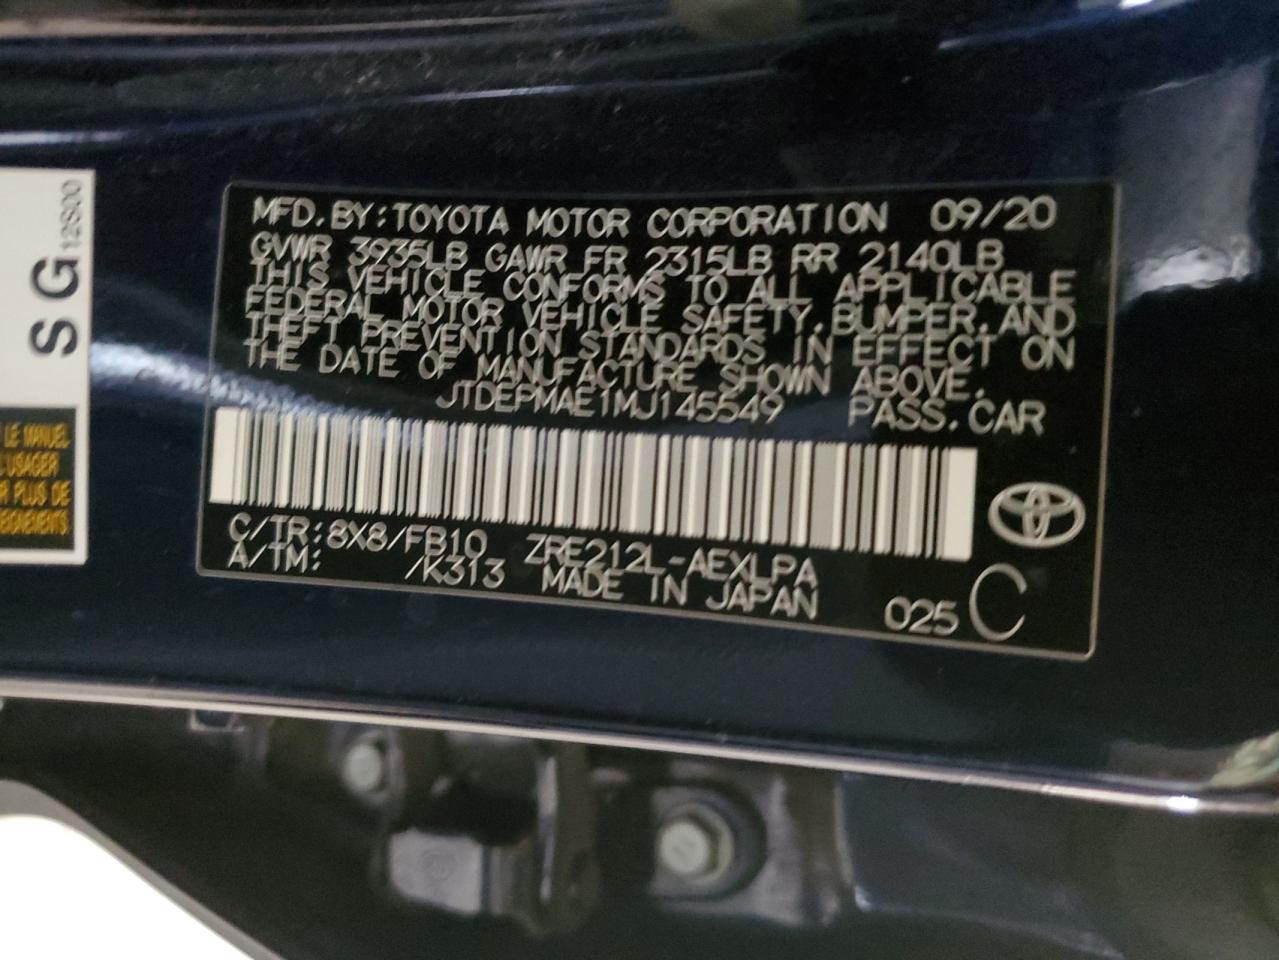 MFD.BY:TOYOTA MOTOR CORPORATION 09/20
GVWR 3935LB GAWR FR 2315LB RR 2140LB
THIS VEHICLE CONFORMS TO ALL APPLICABLE
FEDERAL MOTOR VEHICLE SAFETY,BUMPER,AND
THEFT PREVENTION STANDARDS IN EFFECT ON
THE DATE OF MANUFACTURE SHOWN ABOVE.
JTDEPMAE1MJ145549 PASS.CAR
C/TR:8X8/FB10 ZRE212L-AEXLPA
A/TM: /K313 MADE IN JAPAN 025 C
SG 12S00
LE MANUEL
USAGER
PLUS DE